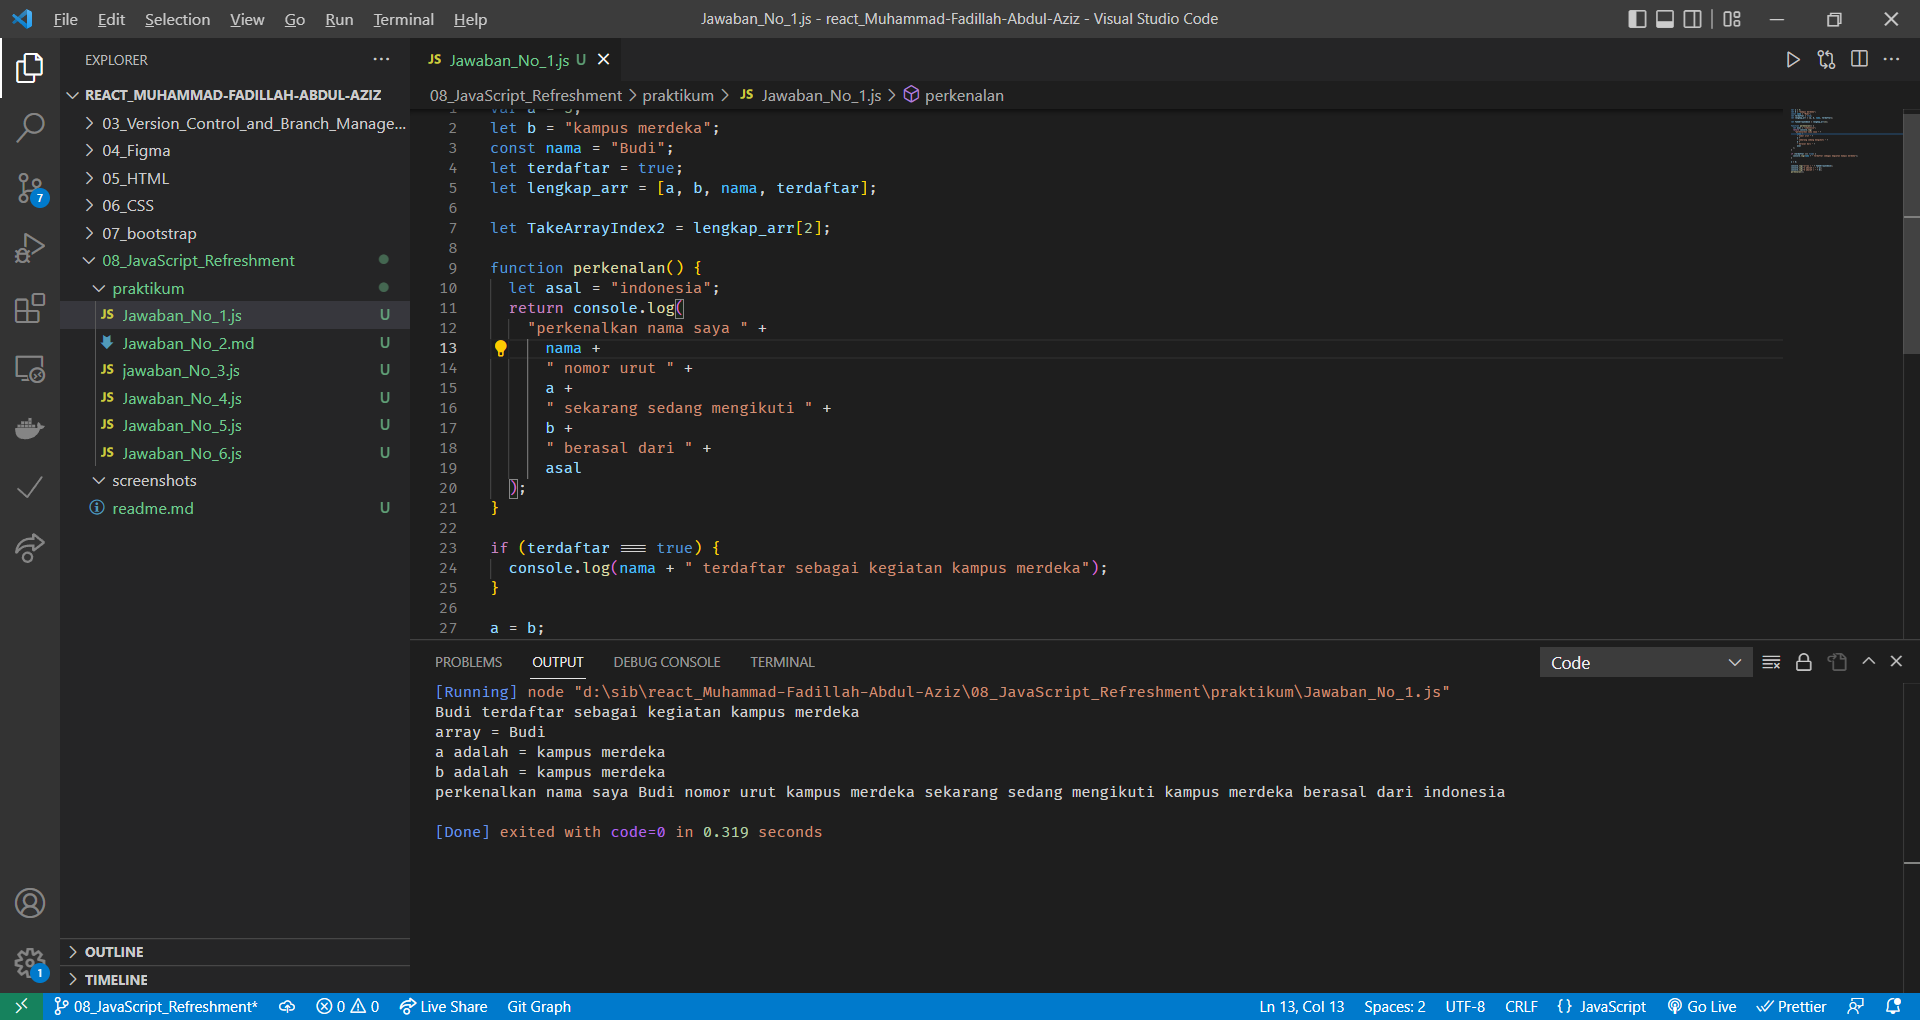 File Edit Selection View Go Run Terminal Help
Jawaban_No_1.js - react_Muhammad-Fadillah-Abdul-Aziz - Visual Studio Code
EXPLORER
REACT_MUHAMMAD-FADILLAH-ABDUL-AZIZ
03_Version_Control_and_Branch_Manage...
04_Figma
05_HTML
06_CSS
07_bootstrap
08_JavaScript_Refreshment
praktikum
JS Jawaban_No_1.js U
Jawaban_No_2.md U
JS jawaban_No_3.js U
JS Jawaban_No_4.js U
JS Jawaban_No_5.js U
JS Jawaban_No_6.js U
screenshots
readme.md U
OUTLINE
TIMELINE
7
1
JS Jawaban_No_1.js U
08_JavaScript_Refreshment > praktikum > JS Jawaban_No_1.js > perkenalan
2 let b = "kampus merdeka";
3 const nama = "Budi";
4 let terdaftar = true;
5 let lengkap_arr = [a, b, nama, terdaftar];
6
7 let TakeArrayIndex2 = lengkap_arr[2];
8
9 function perkenalan() {
10 let asal = "indonesia";
11 return console.log(
12 "perkenalkan nama saya " +
13 nama +
14 " nomor urut " +
15 a +
16 " sekarang sedang mengikuti " +
17 b +
18 " berasal dari " +
19 asal
20 );
21 }
22
23 if (terdaftar === true) {
24 console.log(nama + " terdaftar sebagai kegiatan kampus merdeka");
25 }
26
27 a = b;
PROBLEMS OUTPUT DEBUG CONSOLE TERMINAL
Code
[Running] node "d:\sib\react_Muhammad-Fadillah-Abdul-Aziz\08_JavaScript_Refreshment\praktikum\Jawaban_No_1.js"
Budi terdaftar sebagai kegiatan kampus merdeka
array = Budi
a adalah = kampus merdeka
b adalah = kampus merdeka
perkenalkan nama saya Budi nomor urut kampus merdeka sekarang sedang mengikuti kampus merdeka berasal dari indonesia
[Done] exited with code=0 in 0.319 seconds
08_JavaScript_Refreshment* 0 0 Live Share Git Graph
Ln 13, Col 13 Spaces: 2 UTF-8 CRLF {} JavaScript Go Live Prettier